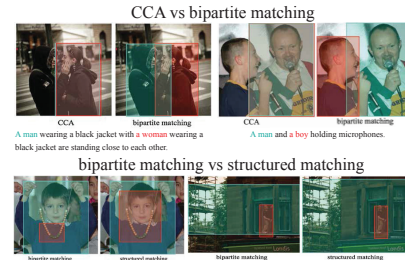 CCA vs bipartite matching
CCA bipartite matching CCA bipartite matching
A man wearing a black jacket with a woman wearing a
black jacket are standing close to each other.
A man and a boy holding microphones.
bipartite matching vs structured matching
Landis Landis
bipartite matching structured matching bipartite matching structured matching